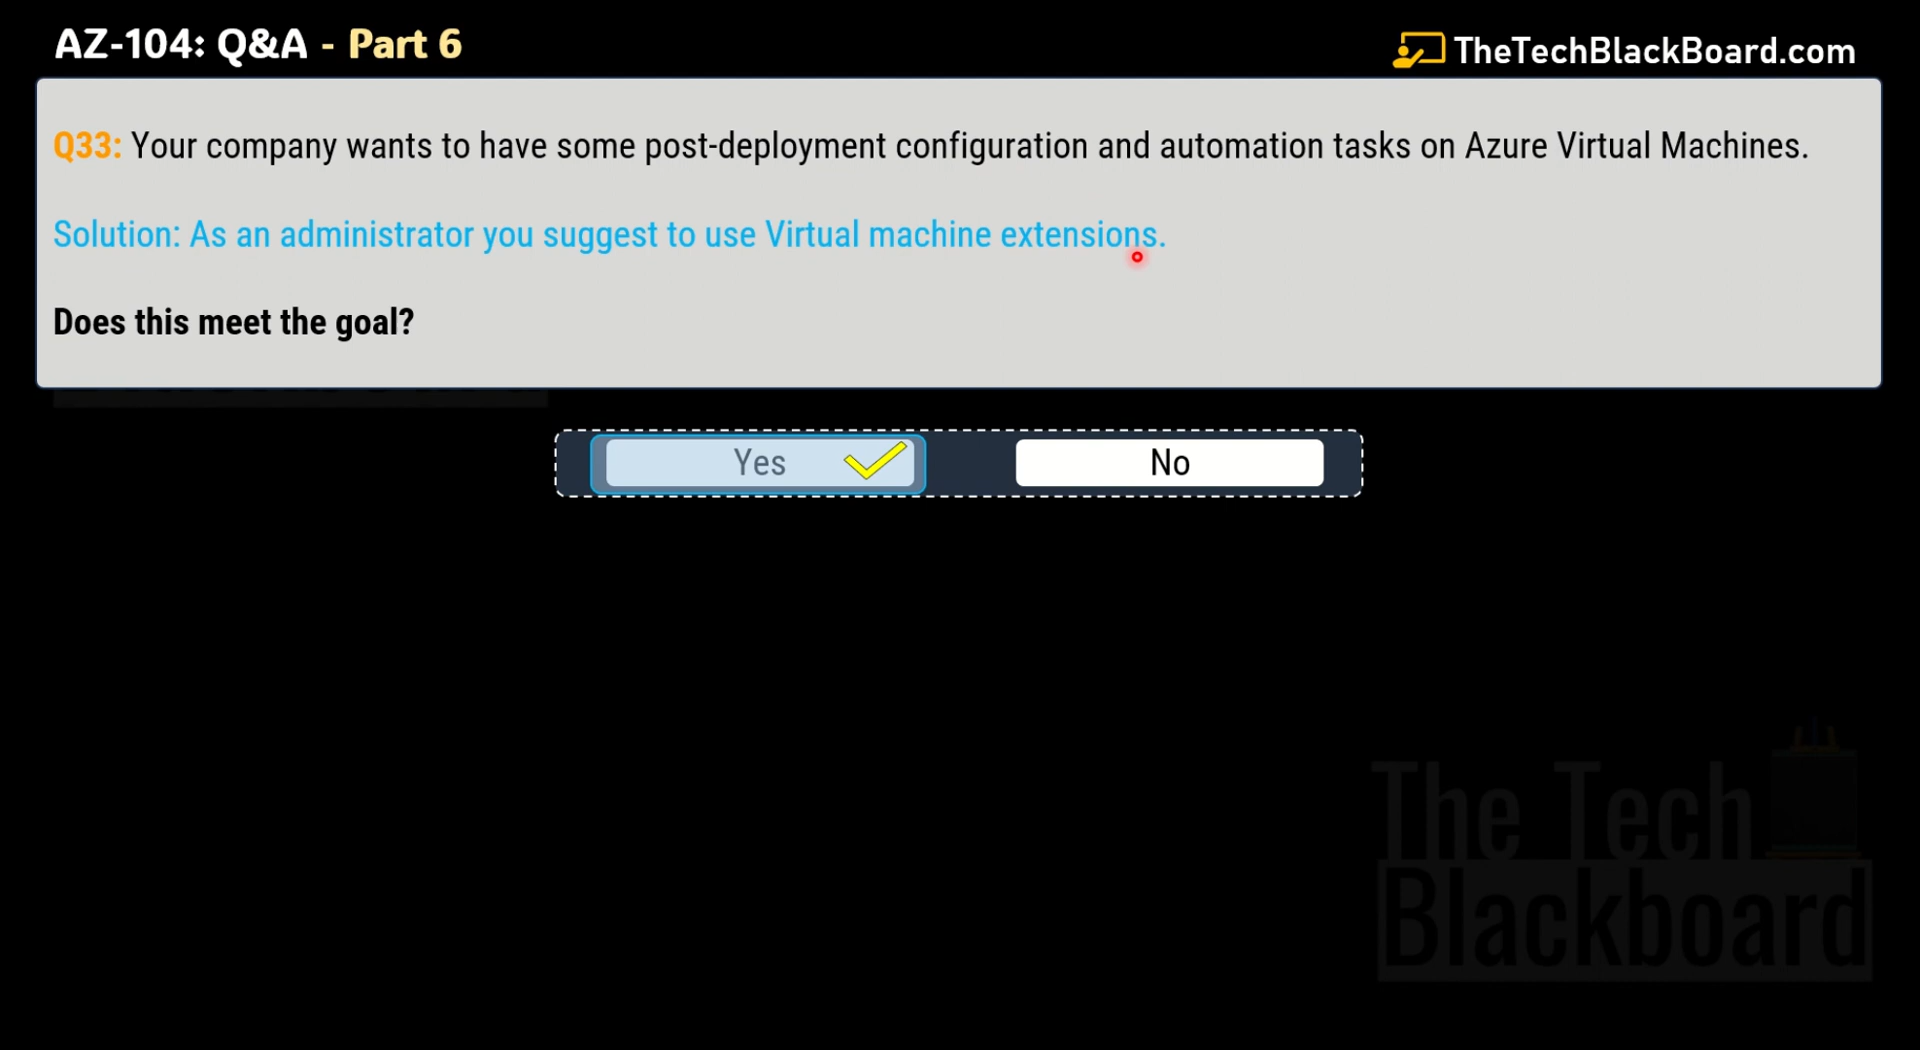 AZ-104: Q&A - Part 6
TheTechBlackBoard.com
Q33: Your company wants to have some post-deployment configuration and automation tasks on Azure Virtual Machines.
Solution: As an administrator you suggest to use Virtual machine extensions.
Does this meet the goal?
Yes
No
The Tech
Blackboard